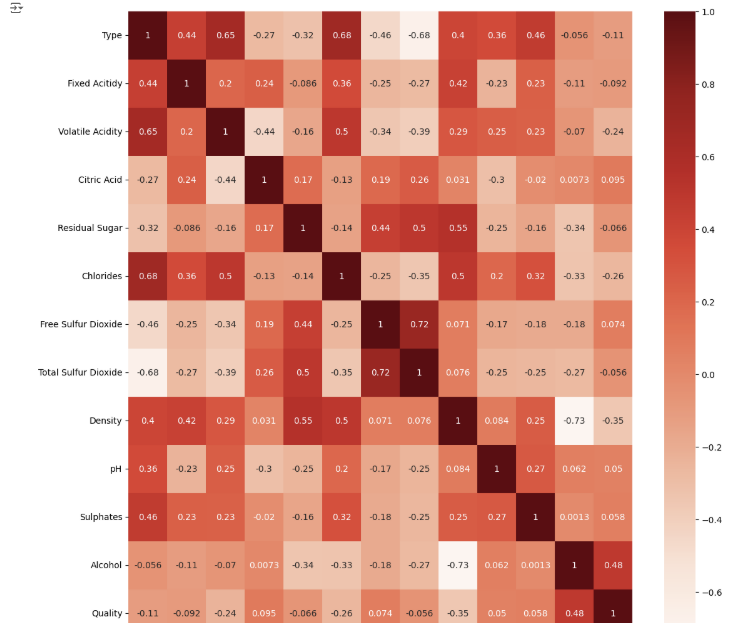 Type 1 0.44 0.65 -0.27 -0.32 0.68 -0.46 -0.68 0.4 0.36 0.46 -0.056 -0.11
Fixed Acitidy 0.44 1 0.2 0.24 -0.086 0.36 -0.25 -0.27 0.42 -0.23 0.23 -0.11 -0.092
Volatile Acidity 0.65 0.2 1 -0.44 -0.16 0.5 -0.34 -0.39 0.29 0.25 0.23 -0.07 -0.24
Citric Acid -0.27 0.24 -0.44 1 0.17 -0.13 0.19 0.26 0.031 -0.3 -0.02 0.0073 0.095
Residual Sugar -0.32 -0.086 -0.16 0.17 1 -0.14 0.44 0.5 0.55 -0.25 -0.16 -0.34 -0.066
Chlorides 0.68 0.36 0.5 -0.13 -0.14 1 -0.25 -0.35 0.5 0.2 0.32 -0.33 -0.26
Free Sulfur Dioxide -0.46 -0.25 -0.34 0.19 0.44 -0.25 1 0.72 0.071 -0.17 -0.18 -0.18 0.074
Total Sulfur Dioxide -0.68 -0.27 -0.39 0.26 0.5 -0.35 0.72 1 0.076 -0.25 -0.25 -0.27 -0.056
Density 0.4 0.42 0.29 0.031 0.55 0.5 0.071 0.076 1 0.084 0.25 -0.73 -0.35
pH 0.36 -0.23 0.25 -0.3 -0.25 0.2 -0.17 -0.25 0.084 1 0.27 0.062 0.05
Sulphates 0.46 0.23 0.23 -0.02 -0.16 0.32 -0.18 -0.25 0.25 0.27 1 0.0013 0.058
Alcohol -0.056 -0.11 -0.07 0.0073 -0.34 -0.33 -0.18 -0.27 -0.73 0.062 0.0013 1 0.48
Quality -0.11 -0.092 -0.24 0.095 -0.066 -0.26 0.074 -0.056 -0.35 0.05 0.058 0.48 1
1.0
0.8
0.6
0.4
0.2
0.0
−0.2
−0.4
−0.6